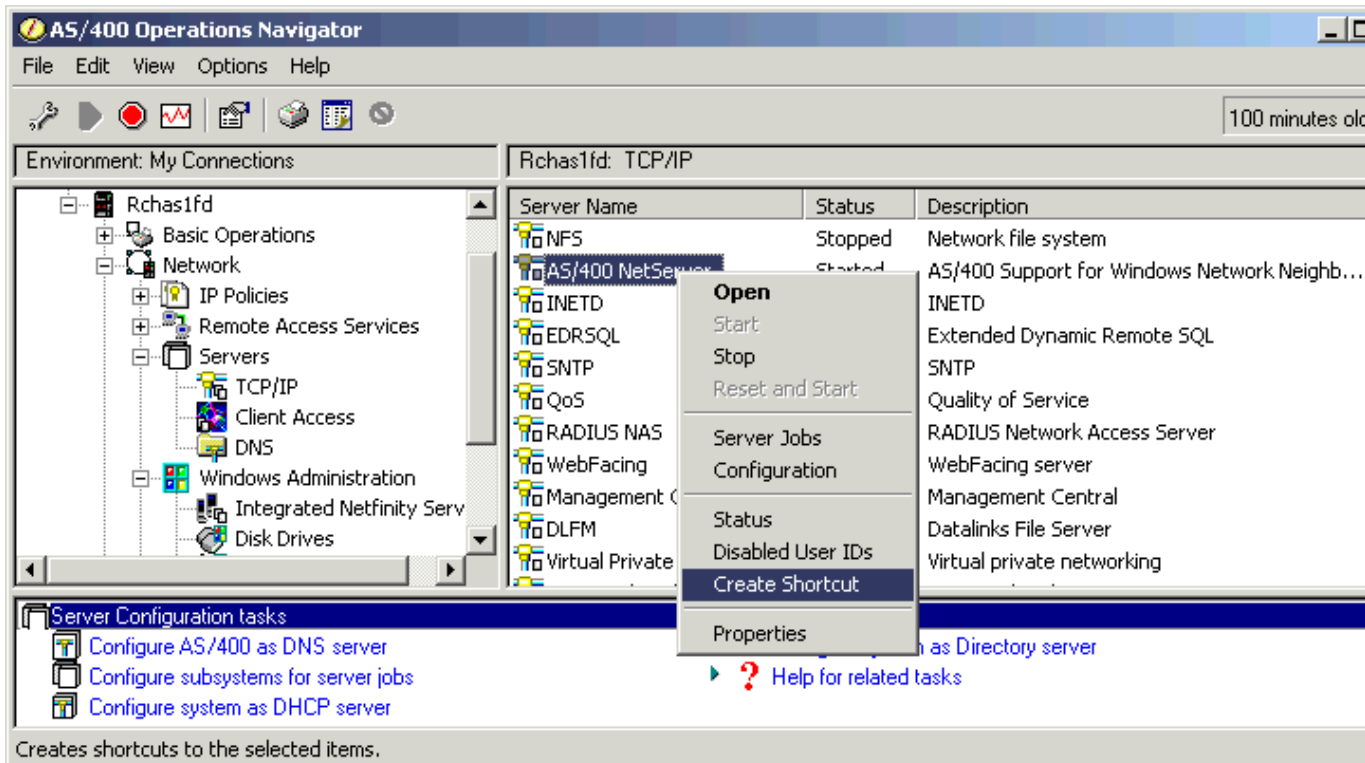 AS/400 Operations Navigator
File Edit View Options Help
100 minutes old
Environment: My Connections
Rchas1fd: TCP/IP
Rchas1fd
Basic Operations
Network
IP Policies
Remote Access Services
Servers
TCP/IP
Client Access
DNS
Windows Administration
Integrated Netfinity Serv
Disk Drives
Server Name Status Description
NFS Stopped Network file system
AS/400 NetServer Started AS/400 Support for Windows Network Neighb...
INETD INETD
EDRSQL Extended Dynamic Remote SQL
SNTP SNTP
QoS Quality of Service
RADIUS NAS RADIUS Network Access Server
WebFacing WebFacing server
Management Management Central
DLFM Datalinks File Server
Virtual Private Virtual private networking
Open
Start
Stop
Reset and Start
Server Jobs
Configuration
Status
Disabled User IDs
Create Shortcut
Properties
Server Configuration tasks
Configure AS/400 as DNS server
Configure subsystems for server jobs
Configure system as DHCP server
as Directory server
Help for related tasks
Creates shortcuts to the selected items.